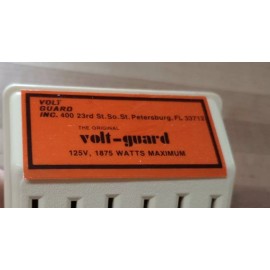 VOLT
GUARD
INC. 400 23rd St.So.St.Petersburg,FL 33712
THE ORIGINAL
volt-guard
125V, 1875 WATTS MAXIMUM